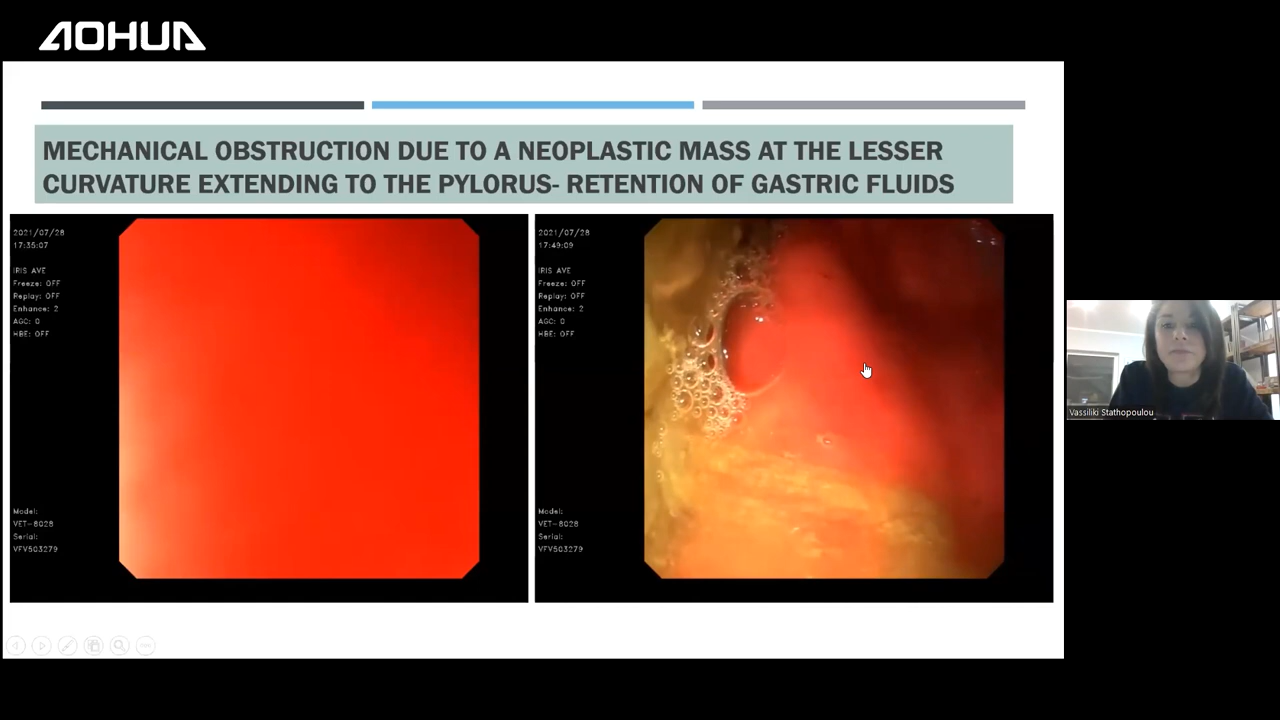 AOHUA
MECHANICAL OBSTRUCTION DUE TO A NEOPLASTIC MASS AT THE LESSER
CURVATURE EXTENDING TO THE PYLORUS- RETENTION OF GASTRIC FLUIDS
2021/07/28
17:35:07
IRIS AVE
Freeze: OFF
Replay: OFF
Enhance: 2
AGC: 0
HBE: OFF
Model:
VET-8028
Serial:
VFV503279
2021/07/28
17:49:09
IRIS AVE
Freeze: OFF
Replay: OFF
Enhance: 2
AGC: 0
HBE: OFF
Model:
VET-8028
Serial:
VFV503279
Vassiliki Stathopoulou